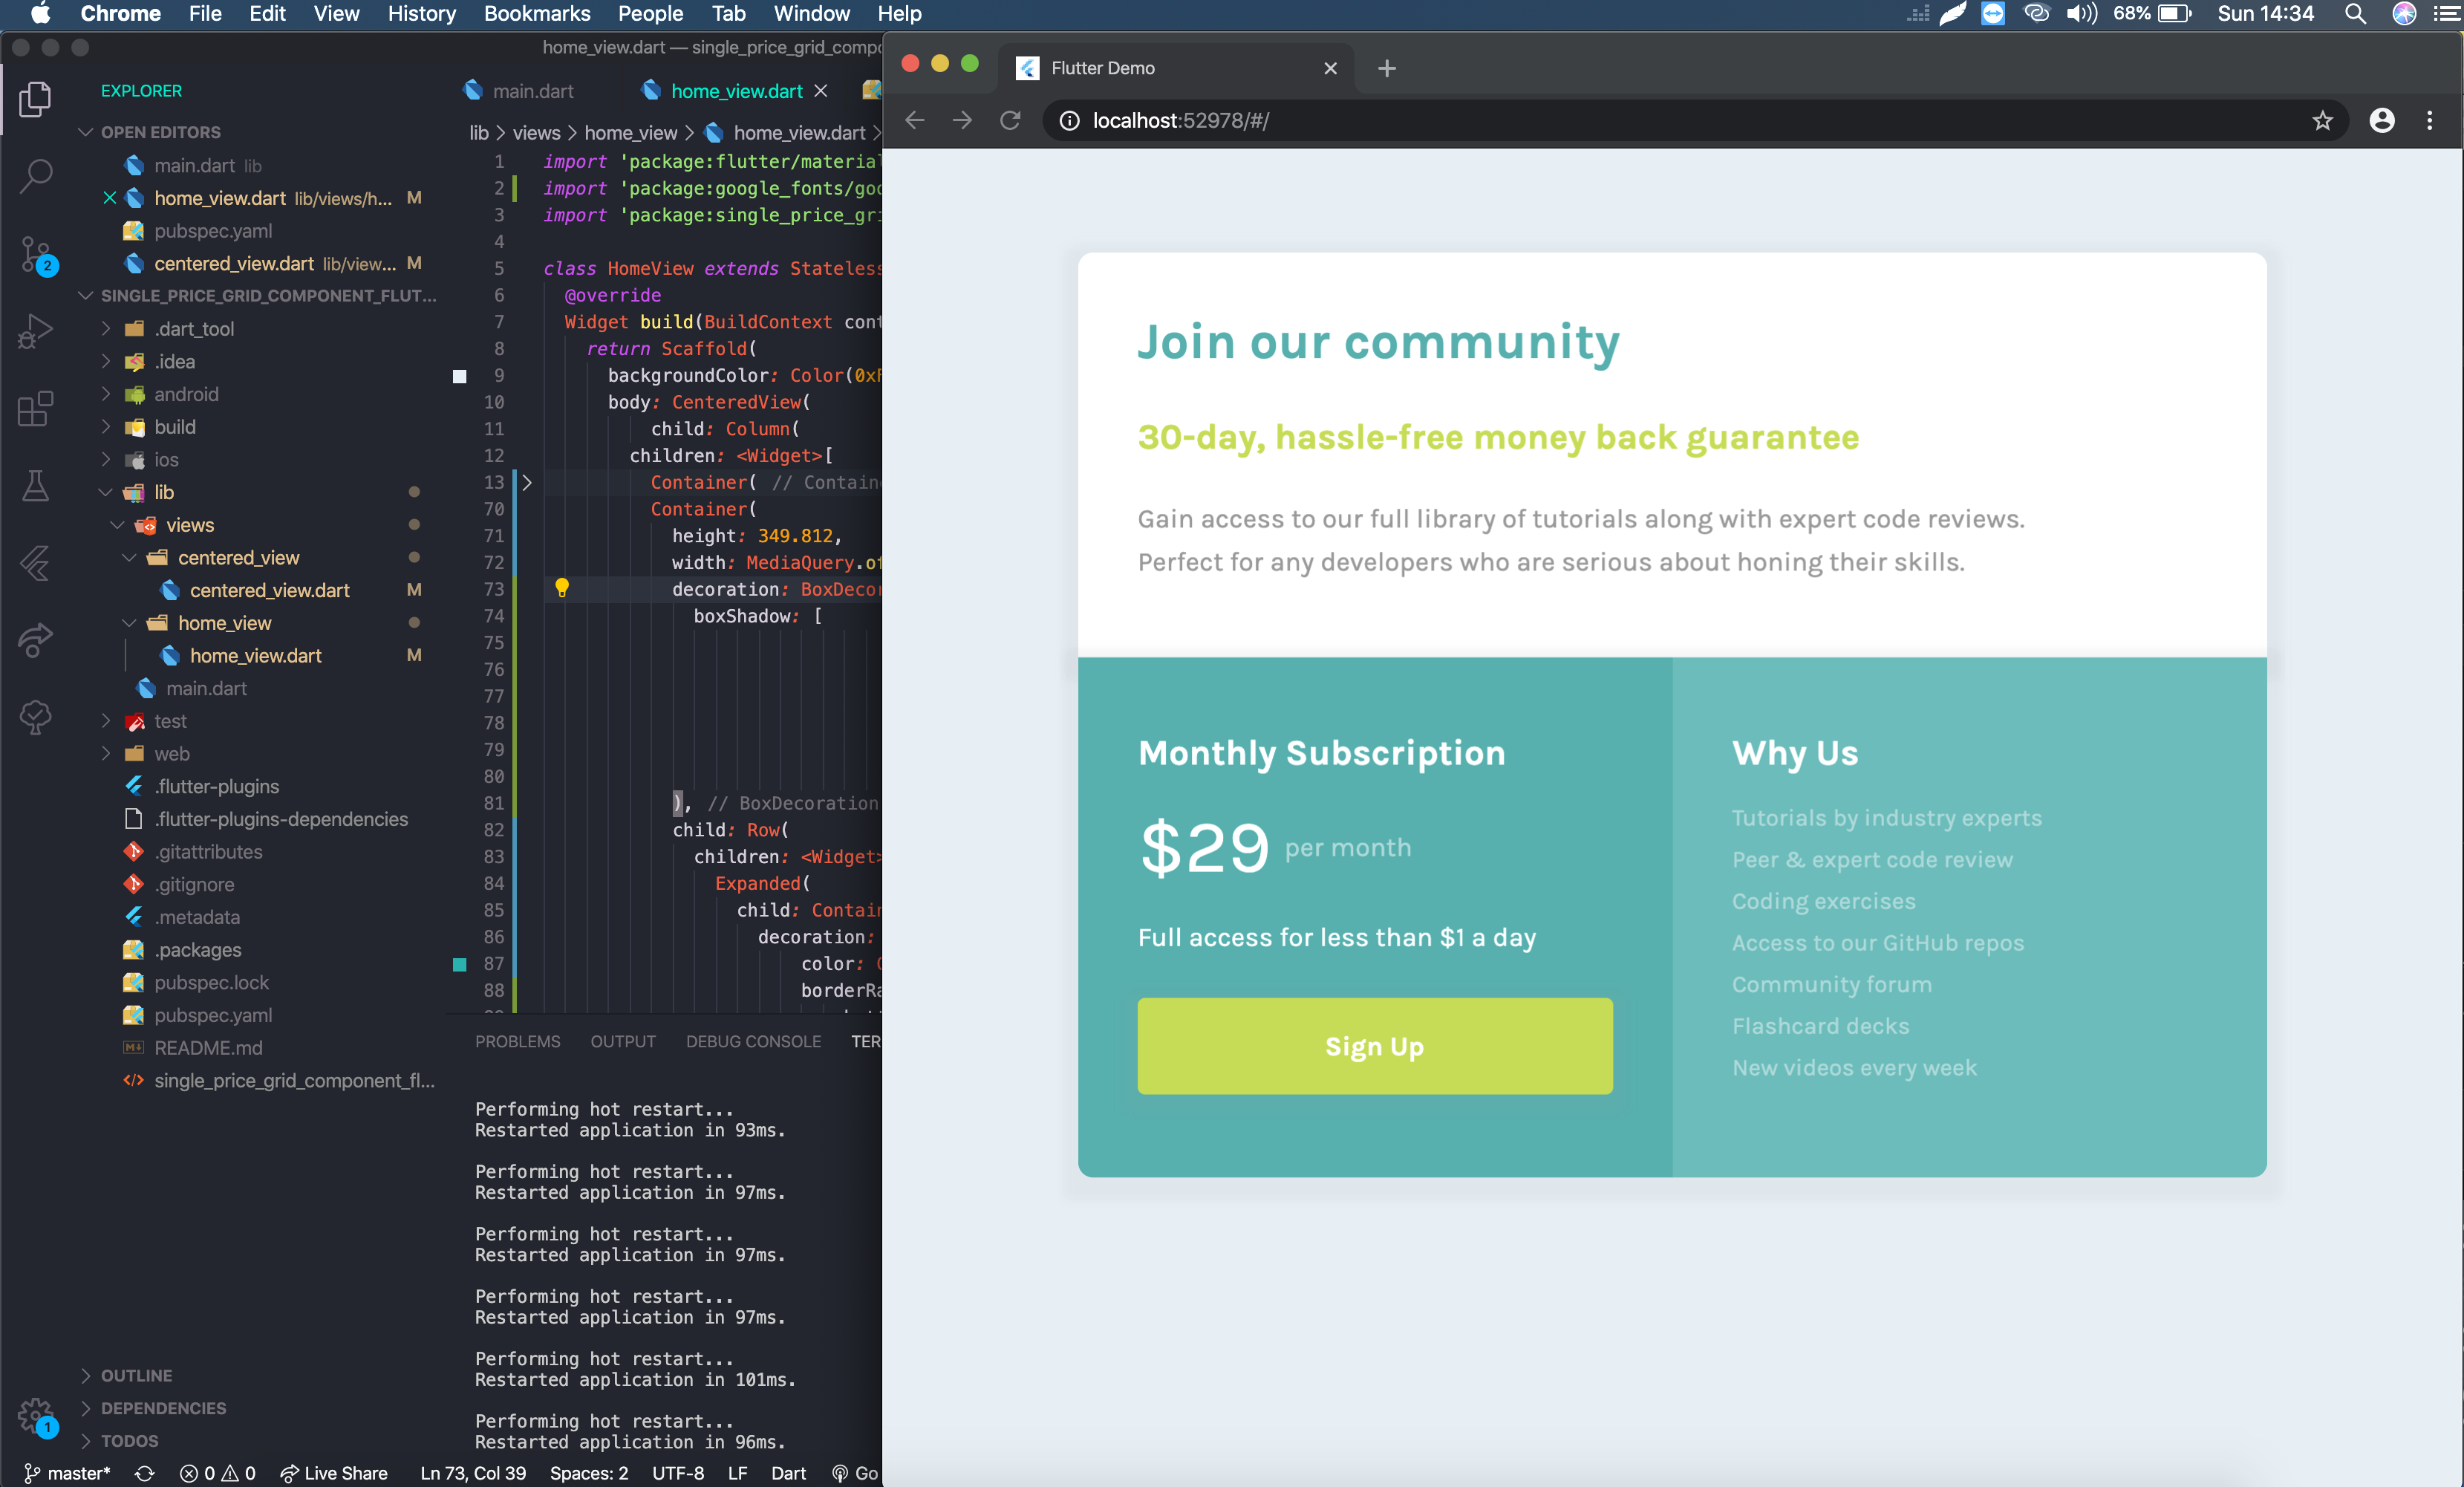 Chrome File Edit View History Bookmarks People Tab Window Help
68% Sun 14:34
home_view.dart — single_price_grid_compo
EXPLORER
OPEN EDITORS
main.dart lib
home_view.dart lib/views/h... M
pubspec.yaml
centered_view.dart lib/view... M
SINGLE_PRICE_GRID_COMPONENT_FLUT...
.dart_tool
.idea
android
build
ios
lib
views
centered_view
centered_view.dart M
home_view
home_view.dart M
main.dart
test
web
.flutter-plugins
.flutter-plugins-dependencies
.gitattributes
.gitignore
.metadata
.packages
pubspec.lock
pubspec.yaml
README.md
single_price_grid_component_fl...
OUTLINE
DEPENDENCIES
TODOS
2
1
main.dart home_view.dart
lib > views > home_view > home_view.dart >
1 import 'package:flutter/material
2 import 'package:google_fonts/goo
3 import 'package:single_price_gri
4
5 class HomeView extends Stateless
6 @override
7 Widget build(BuildContext cont
8 return Scaffold(
9 backgroundColor: Color(0xF
10 body: CenteredView(
11 child: Column(
12 children: <Widget>[
13 Container( // Contain
70 Container(
71 height: 349.812,
72 width: MediaQuery.of
73 decoration: BoxDecor
74 boxShadow: [
75
76
77
78
79
80
81 ), // BoxDecoration
82 child: Row(
83 children: <Widget>
84 Expanded(
85 child: Contain
86 decoration:
87 color: C
88 borderRa
PROBLEMS OUTPUT DEBUG CONSOLE TER
Performing hot restart...
Restarted application in 93ms.
Performing hot restart...
Restarted application in 97ms.
Performing hot restart...
Restarted application in 97ms.
Performing hot restart...
Restarted application in 97ms.
Performing hot restart...
Restarted application in 101ms.
Performing hot restart...
Restarted application in 96ms.
master* 0 0 Live Share Ln 73, Col 39 Spaces: 2 UTF-8 LF Dart Go
Flutter Demo
localhost:52978/#/
Join our community
30-day, hassle-free money back guarantee
Gain access to our full library of tutorials along with expert code reviews.
Perfect for any developers who are serious about honing their skills.
Monthly Subscription
$29 per month
Full access for less than $1 a day
Sign Up
Why Us
Tutorials by industry experts
Peer & expert code review
Coding exercises
Access to our GitHub repos
Community forum
Flashcard decks
New videos every week